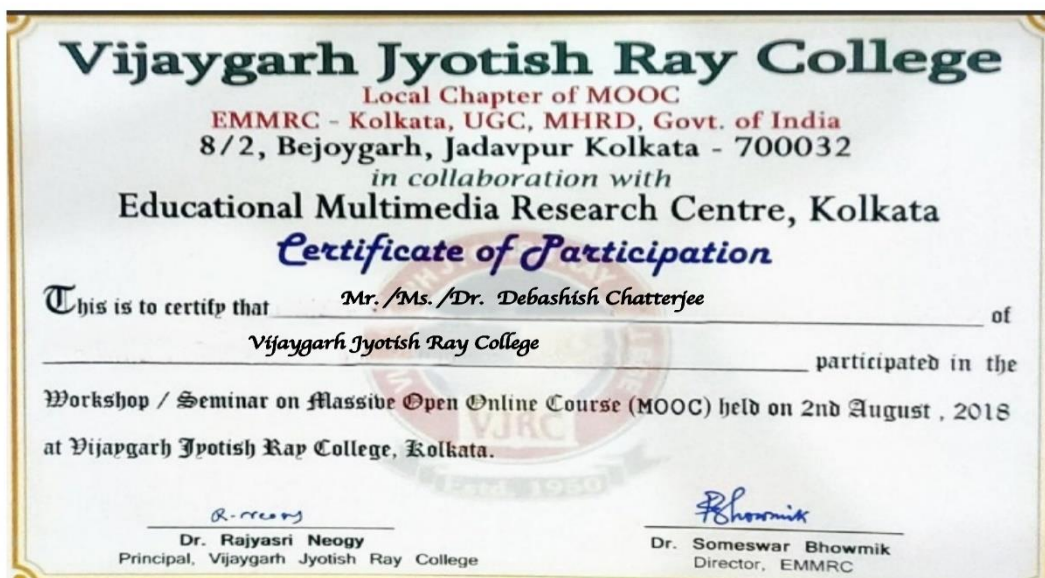 Vijaygarh Jyotish Ray College
Local Chapter of MOOC
EMMRC - Kolkata, UGC, MHRD, Govt. of India
8/2, Bejoygarh, Jadavpur Kolkata - 700032
in collaboration with
Educational Multimedia Research Centre, Kolkata
Certificate of Participation
This is to certify that Mr. /Ms. /Dr. Debashish Chatterjee of
Vijaygarh Jyotish Ray College participated in the
Workshop / Seminar on Massive Open Online Course (MOOC) held on 2nd August , 2018
at Vijaygarh Jyotish Ray College, Kolkata.
VJRC
Estd. 1950
Dr. Rajyasri Neogy
Principal, Vijaygarh Jyotish Ray College
Dr. Someswar Bhowmik
Director, EMMRC